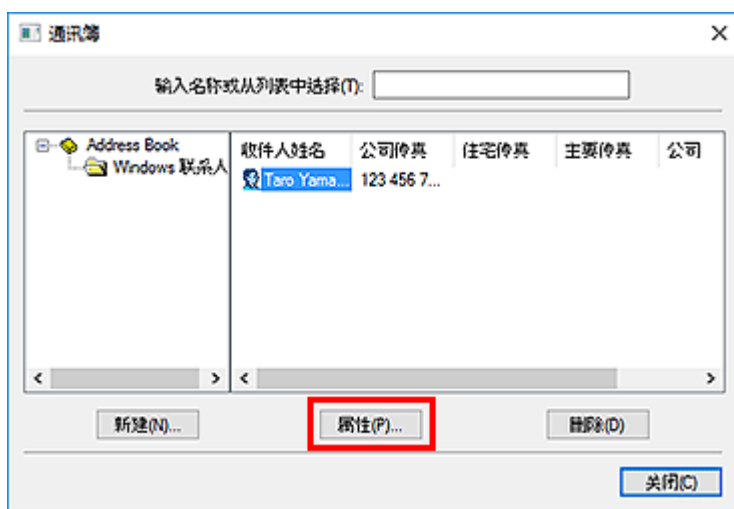 通讯簿
输入名称或从列表中选择(T):
Address Book
Windows 联系人
收件人姓名 公司传真 住宅传真 主要传真 公司
Taro Yama... 123 456 7...
新建(N)... 属性(P)... 删除(D)
关闭(C)